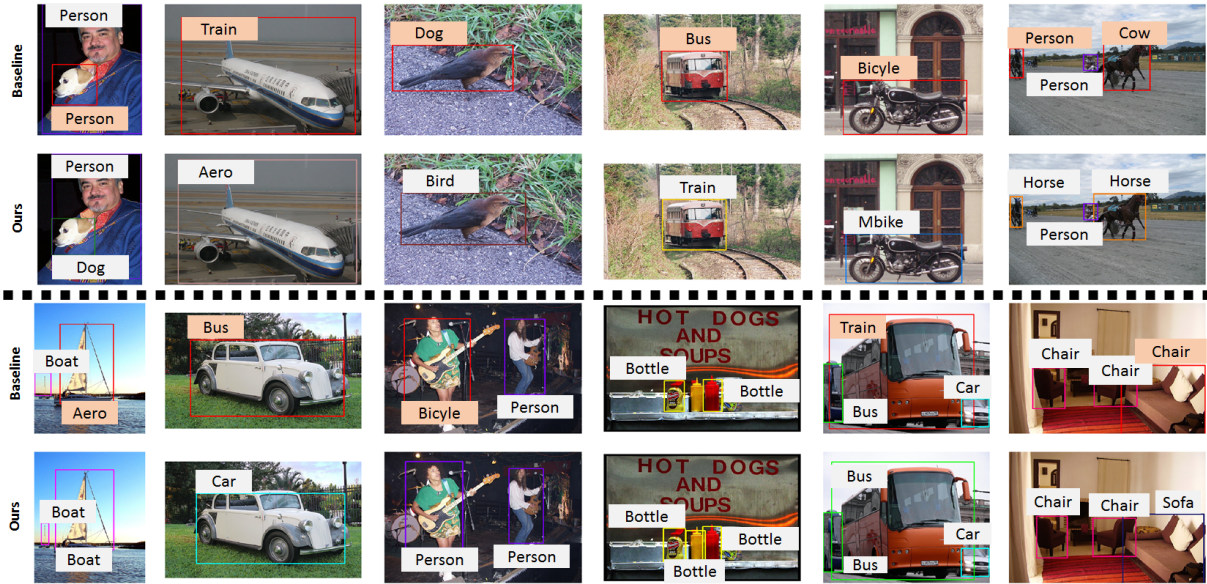 Baseline
Person
Person
Train
Dog
Bus
Bicyle
Person
Cow
Person
Ours
Person
Dog
Aero
Bird
Train
Mbike
Horse
Horse
Person
Baseline
Boat
Aero
Bus
Bicyle
Person
HOT DOGS
AND
SOUPS
Bottle
Bottle
Train
Bus
Car
Chair
Chair
Chair
Ours
Boat
Boat
Car
Person
Person
HOT DOGS
AND
SOUPS
Bottle
Bottle
Bottle
Bus
Bus
Car
Chair
Chair
Sofa